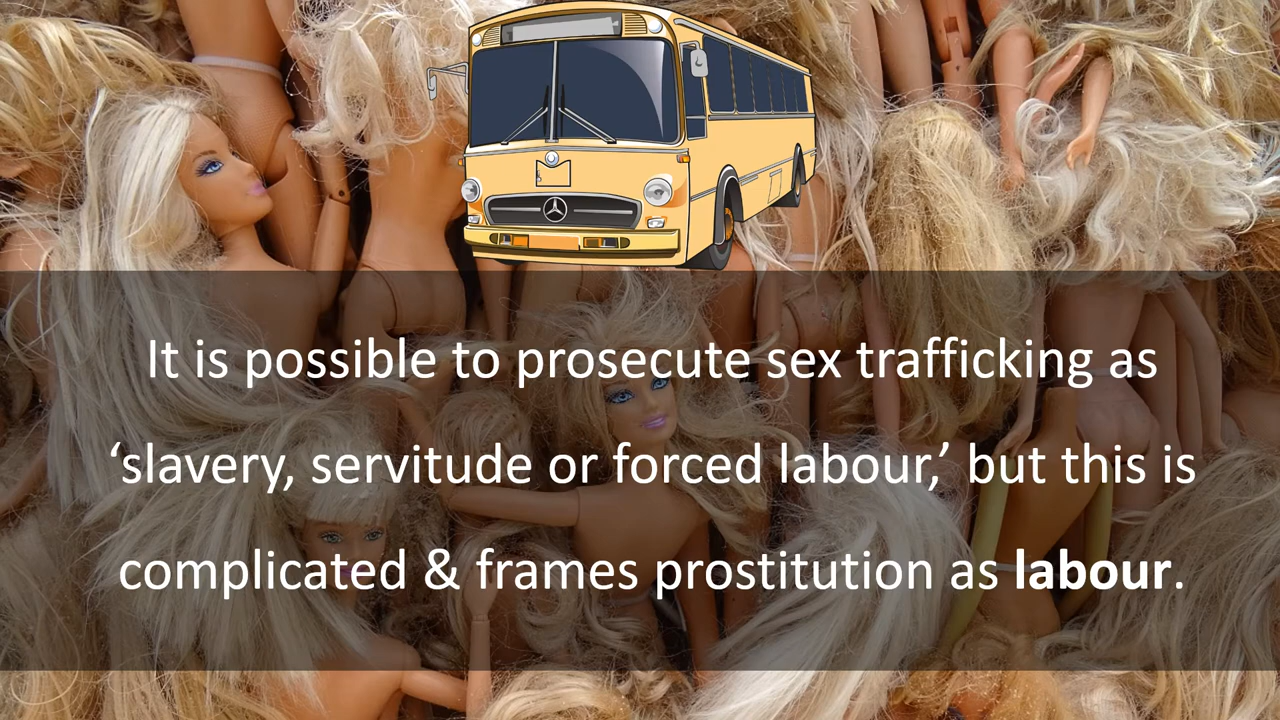 It is possible to prosecute sex trafficking as
‘slavery, servitude or forced labour,’ but this is
complicated & frames prostitution as labour.